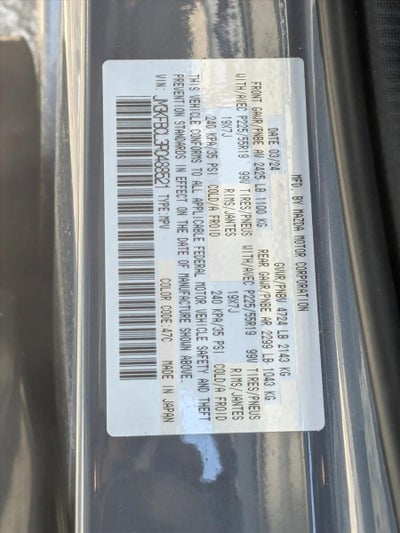 MFD. BY MAZDA MOTOR CORPORATION
DATE 03/24 GVWR/PNBV 4724 LB 2143 KG
FRONT GAWR/PNBE AV 2425 LB 1100 KG REAR GAWR/PNBE AR 2299 LB 1043 KG
WITH/AVEC P225/55R19 99V TIRES/PNEUS WITH/AVEC P225/55R19 99V TIRES/PNEUS
19X7J RIMS/JANTES 19X7J RIMS/JANTES
240 KPA/35 PSI COLD/A FROID 240 KPA/35 PSI COLD/A FROID
THIS VEHICLE CONFORMS TO ALL APPLICABLE FEDERAL MOTOR VEHICLE SAFETY AND THEFT
PREVENTION STANDARDS IN EFFECT ON THE DATE OF MANUFACTURE SHOWN ABOVE.
MADE IN JAPAN
VIN: TYPE:MPV COLOR CODE:47C